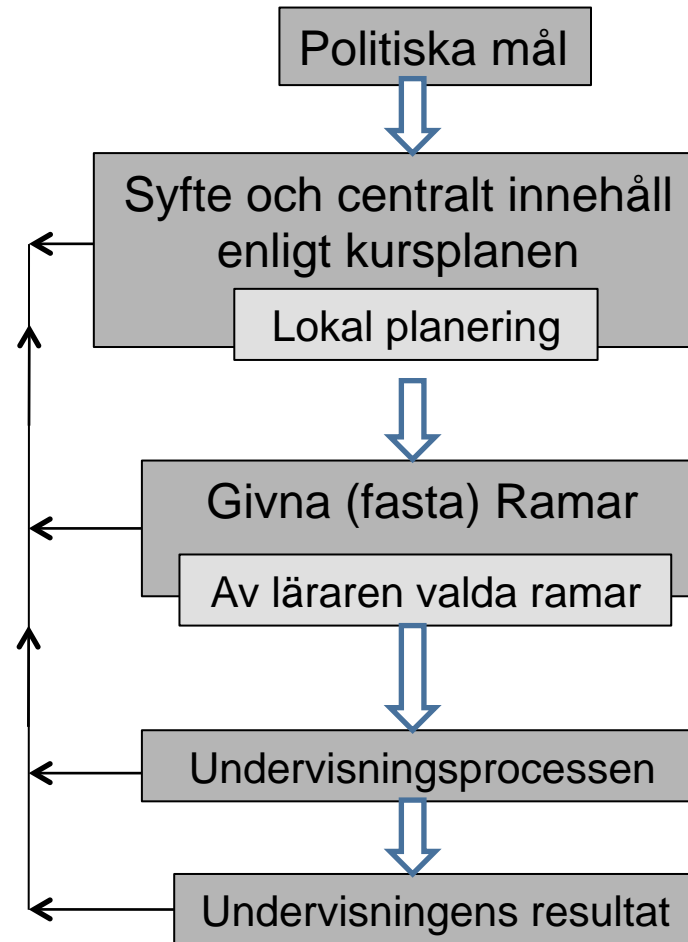 Politiska mål
Syfte och centralt innehåll
enligt kursplanen
Lokal planering
Givna (fasta) Ramar
Av läraren valda ramar
Undervisningsprocessen
Undervisningens resultat